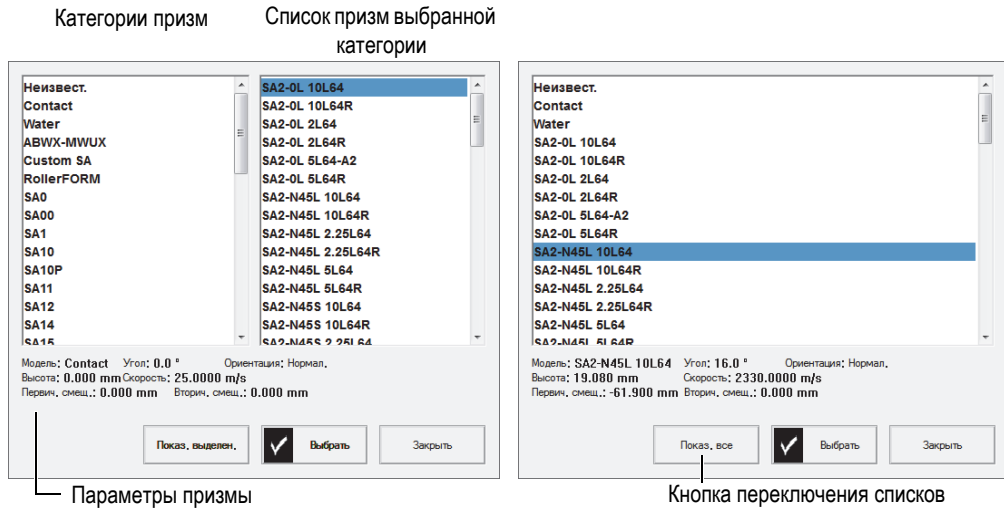 Категории призм
Список призм выбранной
категории
Неизвест.
Contact
Water
ABWX-MWUX
Custom SA
RollerFORM
SA0
SA00
SA1
SA10
SA10P
SA11
SA12
SA14
SA15
SA2-0L 10L64
SA2-0L 10L64R
SA2-0L 2L64
SA2-0L 2L64R
SA2-0L 5L64-A2
SA2-0L 5L64R
SA2-N45L 10L64
SA2-N45L 10L64R
SA2-N45L 2.25L64
SA2-N45L 2.25L64R
SA2-N45L 5L64
SA2-N45L 5L64R
SA2-N45S 10L64
SA2-N45S 10L64R
SA2-N45S 2.25L64
Модель: Contact Угол: 0.0 ° Ориентация: Нормал.
Высота: 0.000 mm Скорость: 25.0000 m/s
Первич. смещ.: 0.000 mm Вторич. смещ.: 0.000 mm
Показ. выделен.
Выбрать
Закрыть
Параметры призмы
Неизвест.
Contact
Water
SA2-0L 10L64
SA2-0L 10L64R
SA2-0L 2L64
SA2-0L 2L64R
SA2-0L 5L64-A2
SA2-0L 5L64R
SA2-N45L 10L64
SA2-N45L 10L64R
SA2-N45L 2.25L64
SA2-N45L 2.25L64R
SA2-N45L 5L64
SA2-N45L 5L64R
Модель: SA2-N45L 10L64 Угол: 16.0 ° Ориентация: Нормал.
Высота: 19.080 mm Скорость: 2330.0000 m/s
Первич. смещ.: -61.900 mm Вторич. смещ.: 0.000 mm
Показ. все
Выбрать
Закрыть
Кнопка переключения списков